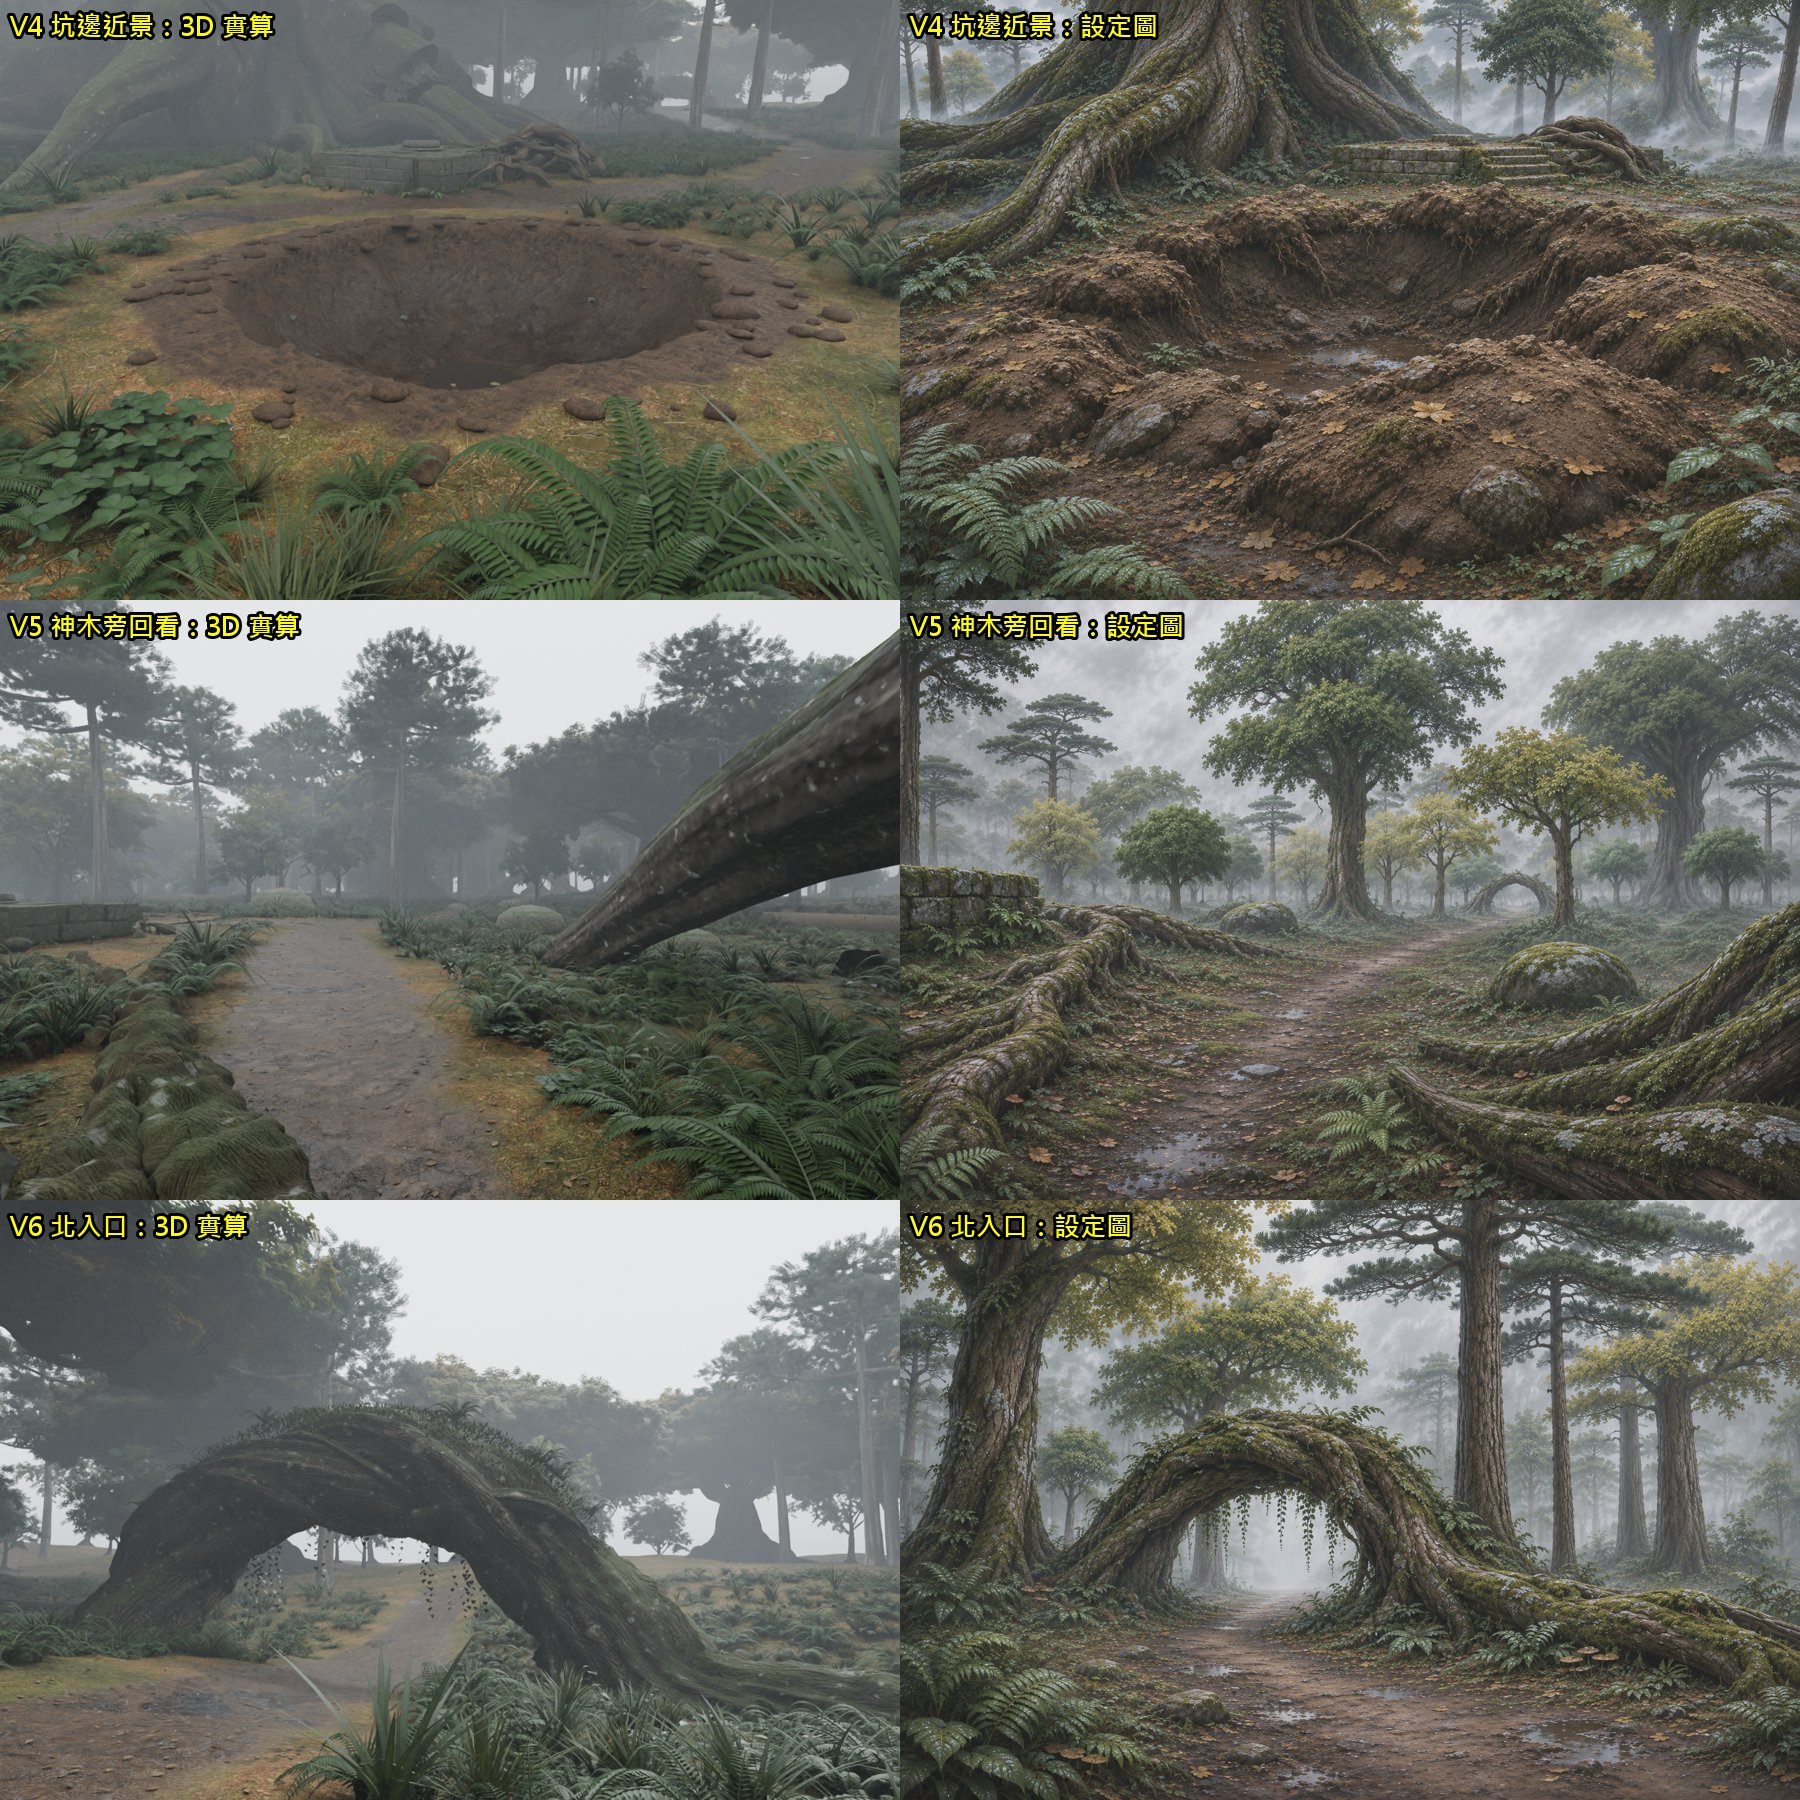 V4 坑邊近景：3D 實算
V4 坑邊近景：設定圖
V5 神木旁回看：3D 實算
V5 神木旁回看：設定圖
V6 北入口：3D 實算
V6 北入口：設定圖